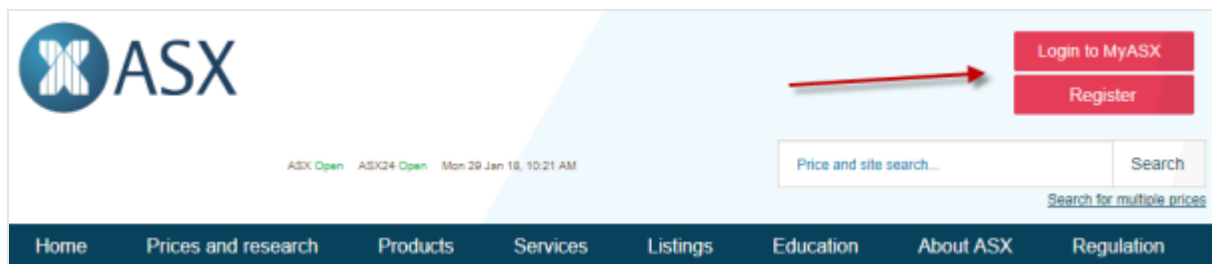 ASX
Login to MyASX
Register
ASX Open ASX24 Open Mon 29 Jan 18, 10:21 AM
Price and site search... Search
Search for multiple prices
Home Prices and research Products Services Listings Education About ASX Regulation